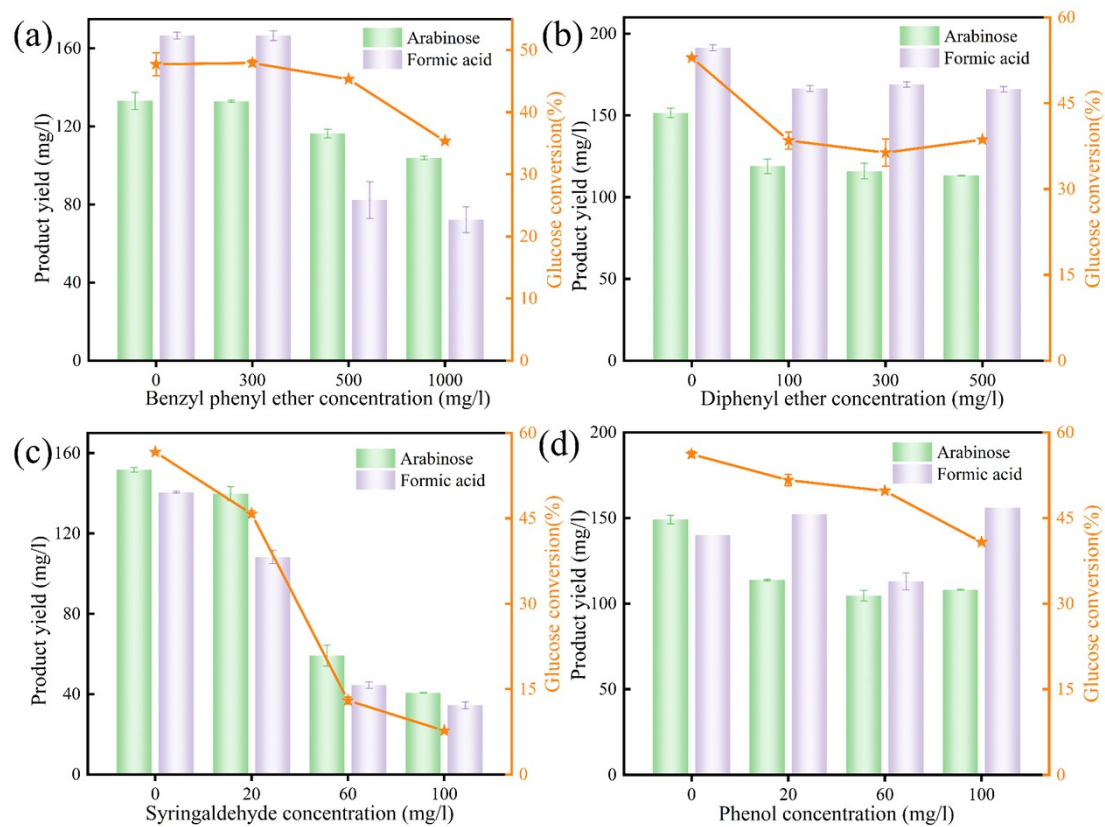 (a)
Arabinose
Formic acid
Product yield (mg/l)
160
120
80
40
0
Glucose conversion(%)
50
40
30
20
10
0
0 300 500 1000
Benzyl phenyl ether concentration (mg/l)
(b)
Arabinose
Formic acid
Product yield (mg/l)
200
150
100
50
0
Glucose conversion(%)
60
45
30
15
0
0 100 300 500
Diphenyl ether concentration (mg/l)
(c)
Arabinose
Formic acid
Product yield (mg/l)
160
120
80
40
0
Glucose conversion(%)
60
45
30
15
0
0 20 60 100
Syringaldehyde concentration (mg/l)
(d)
Arabinose
Formic acid
Product yield (mg/l)
200
150
100
50
0
Glucose conversion(%)
60
45
30
15
0
0 20 60 100
Phenol concentration (mg/l)